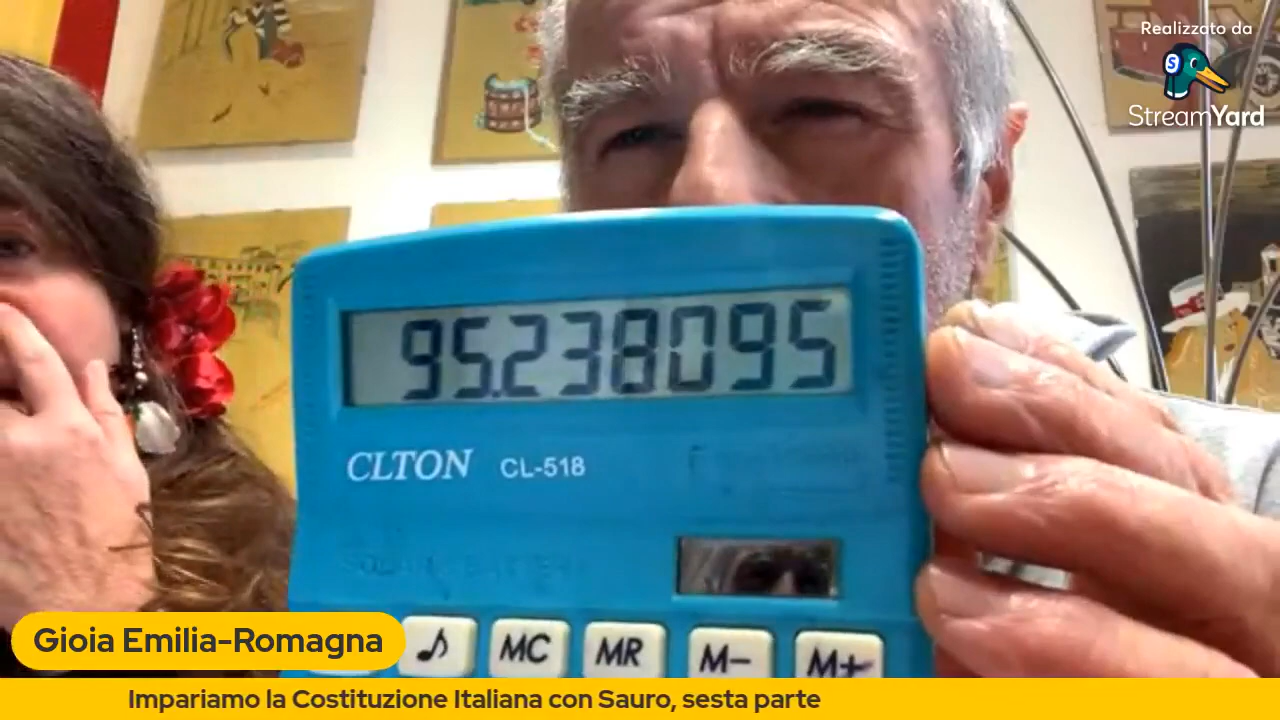 Realizzato da
StreamYard
95.238095
CLTON CL-518
♪ MC MR M− M+
Gioia Emilia-Romagna
Impariamo la Costituzione Italiana con Sauro, sesta parte